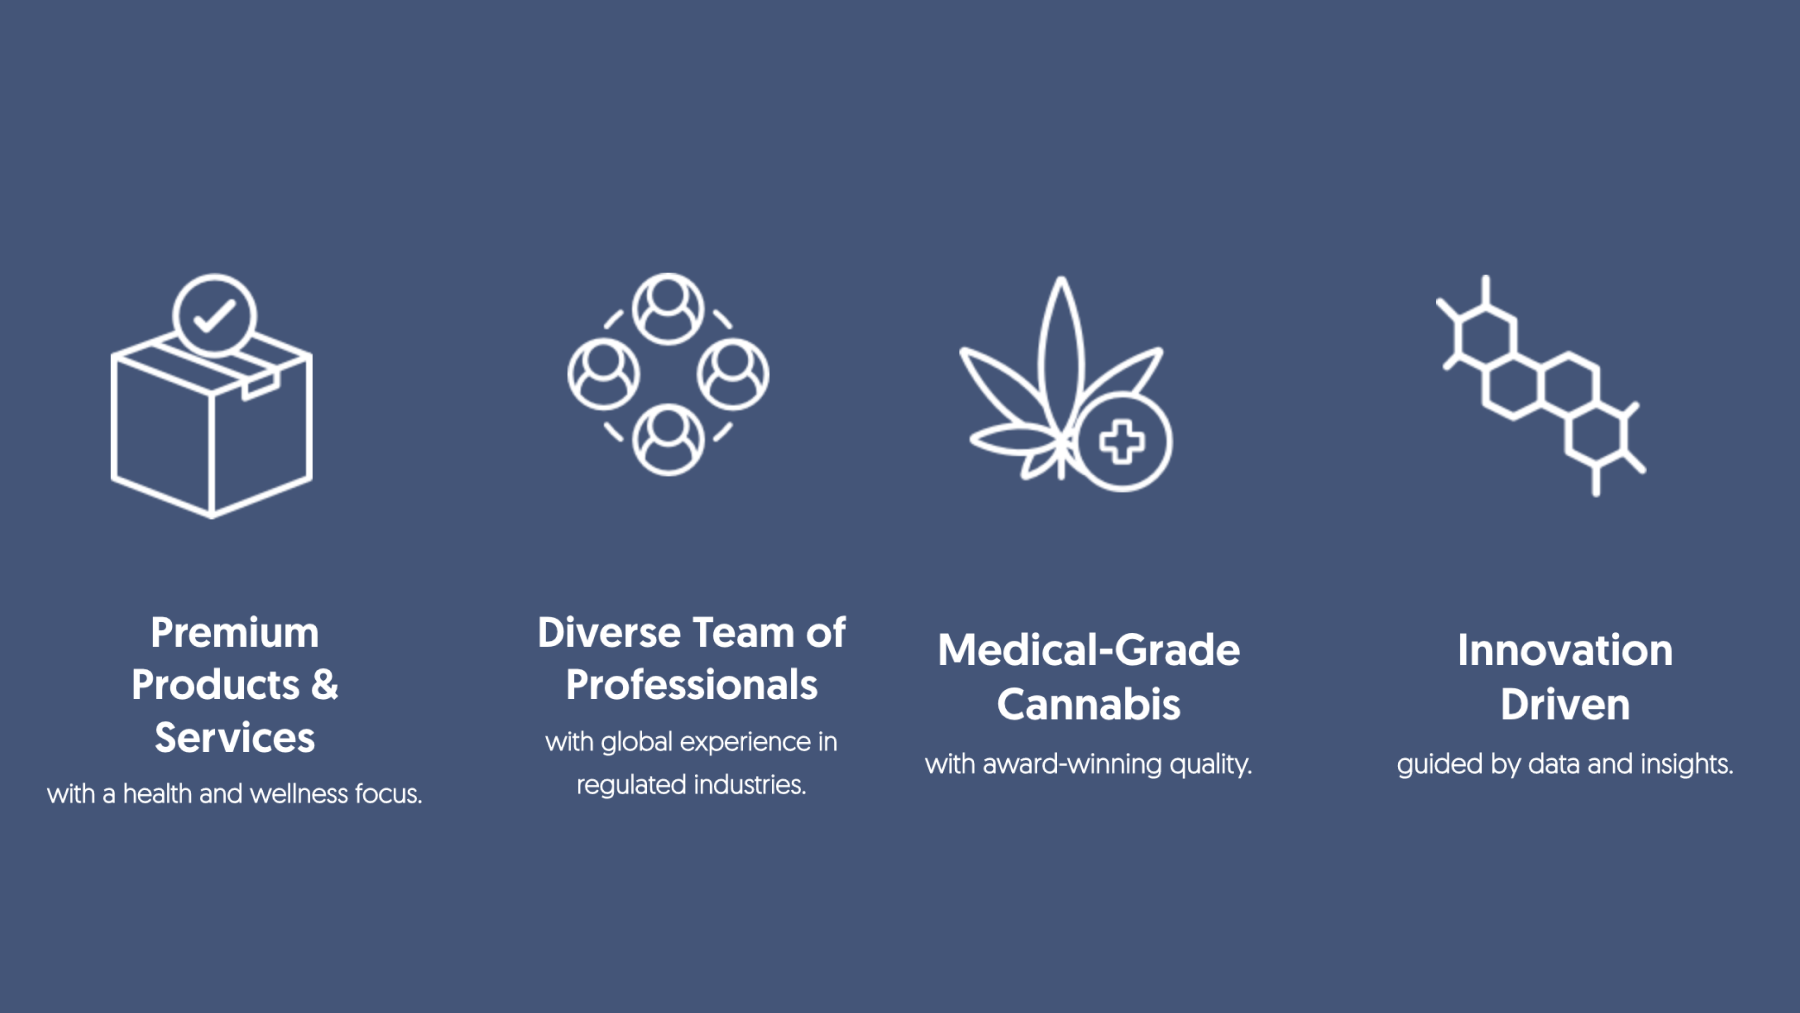 Premium
Products &
Services
with a health and wellness focus.
Diverse Team of
Professionals
with global experience in
regulated industries.
Medical-Grade
Cannabis
with award-winning quality.
Innovation
Driven
guided by data and insights.